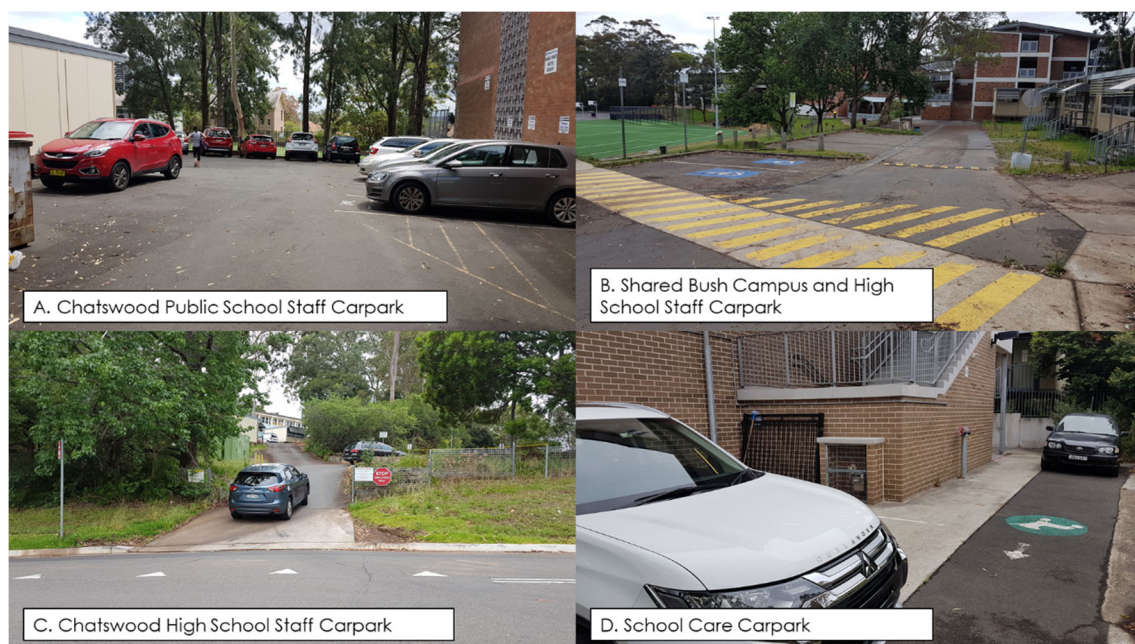 A. Chatswood Public School Staff Carpark
B. Shared Bush Campus and High
School Staff Carpark
STOP
C. Chatswood High School Staff Carpark
OUTLANDER
D. School Care Carpark